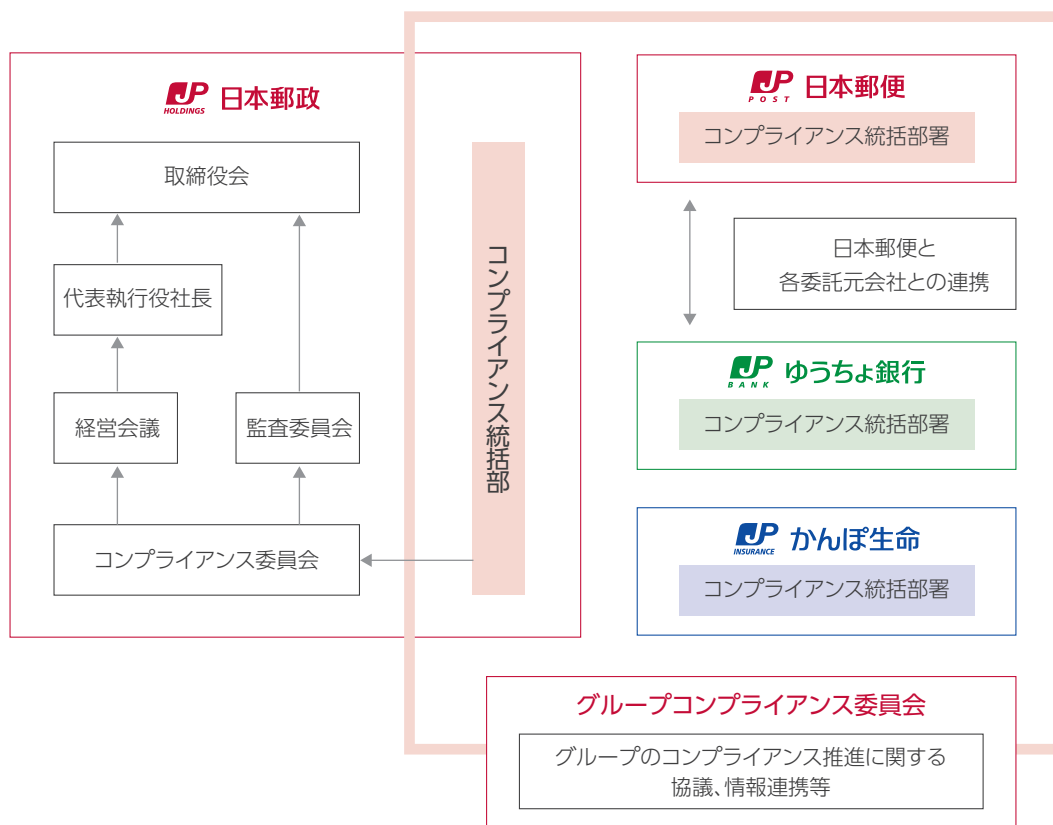 JP
HOLDINGS
日本郵政
取締役会
代表執行役社長
経営会議
監査委員会
コンプライアンス委員会
コンプライアンス統括部
JP
POST
日本郵便
コンプライアンス統括部署
日本郵便と
各委託元会社との連携
JP
BANK
ゆうちょ銀行
コンプライアンス統括部署
JP
INSURANCE
かんぽ生命
コンプライアンス統括部署
グループコンプライアンス委員会
グループのコンプライアンス推進に関する
協議、情報連携等